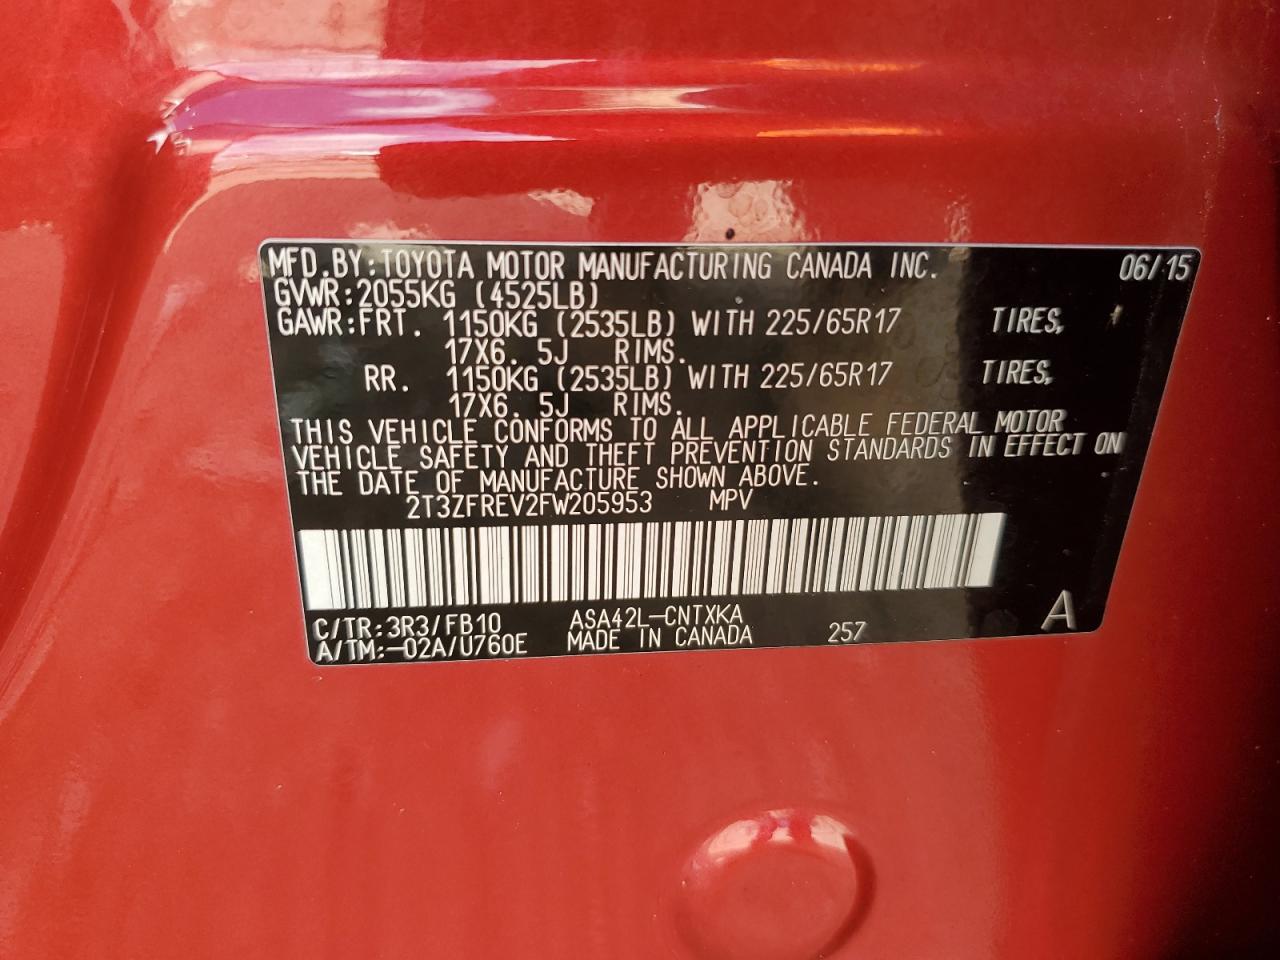 MFD.BY:TOYOTA MOTOR MANUFACTURING CANADA INC. 06/15
GVWR:2055KG (4525LB)
GAWR:FRT. 1150KG (2535LB) WITH 225/65R17 TIRES,
17X6. 5J RIMS.
RR. 1150KG (2535LB) WITH 225/65R17 TIRES,
17X6. 5J RIMS.
THIS VEHICLE CONFORMS TO ALL APPLICABLE FEDERAL MOTOR
VEHICLE SAFETY AND THEFT PREVENTION STANDARDS IN EFFECT ON
THE DATE OF MANUFACTURE SHOWN ABOVE.
2T3ZFREV2FW205953 MPV
C/TR:3R3/FB10 ASA42L-CNTXKA A
A/TM:-02A/U760E MADE IN CANADA 257